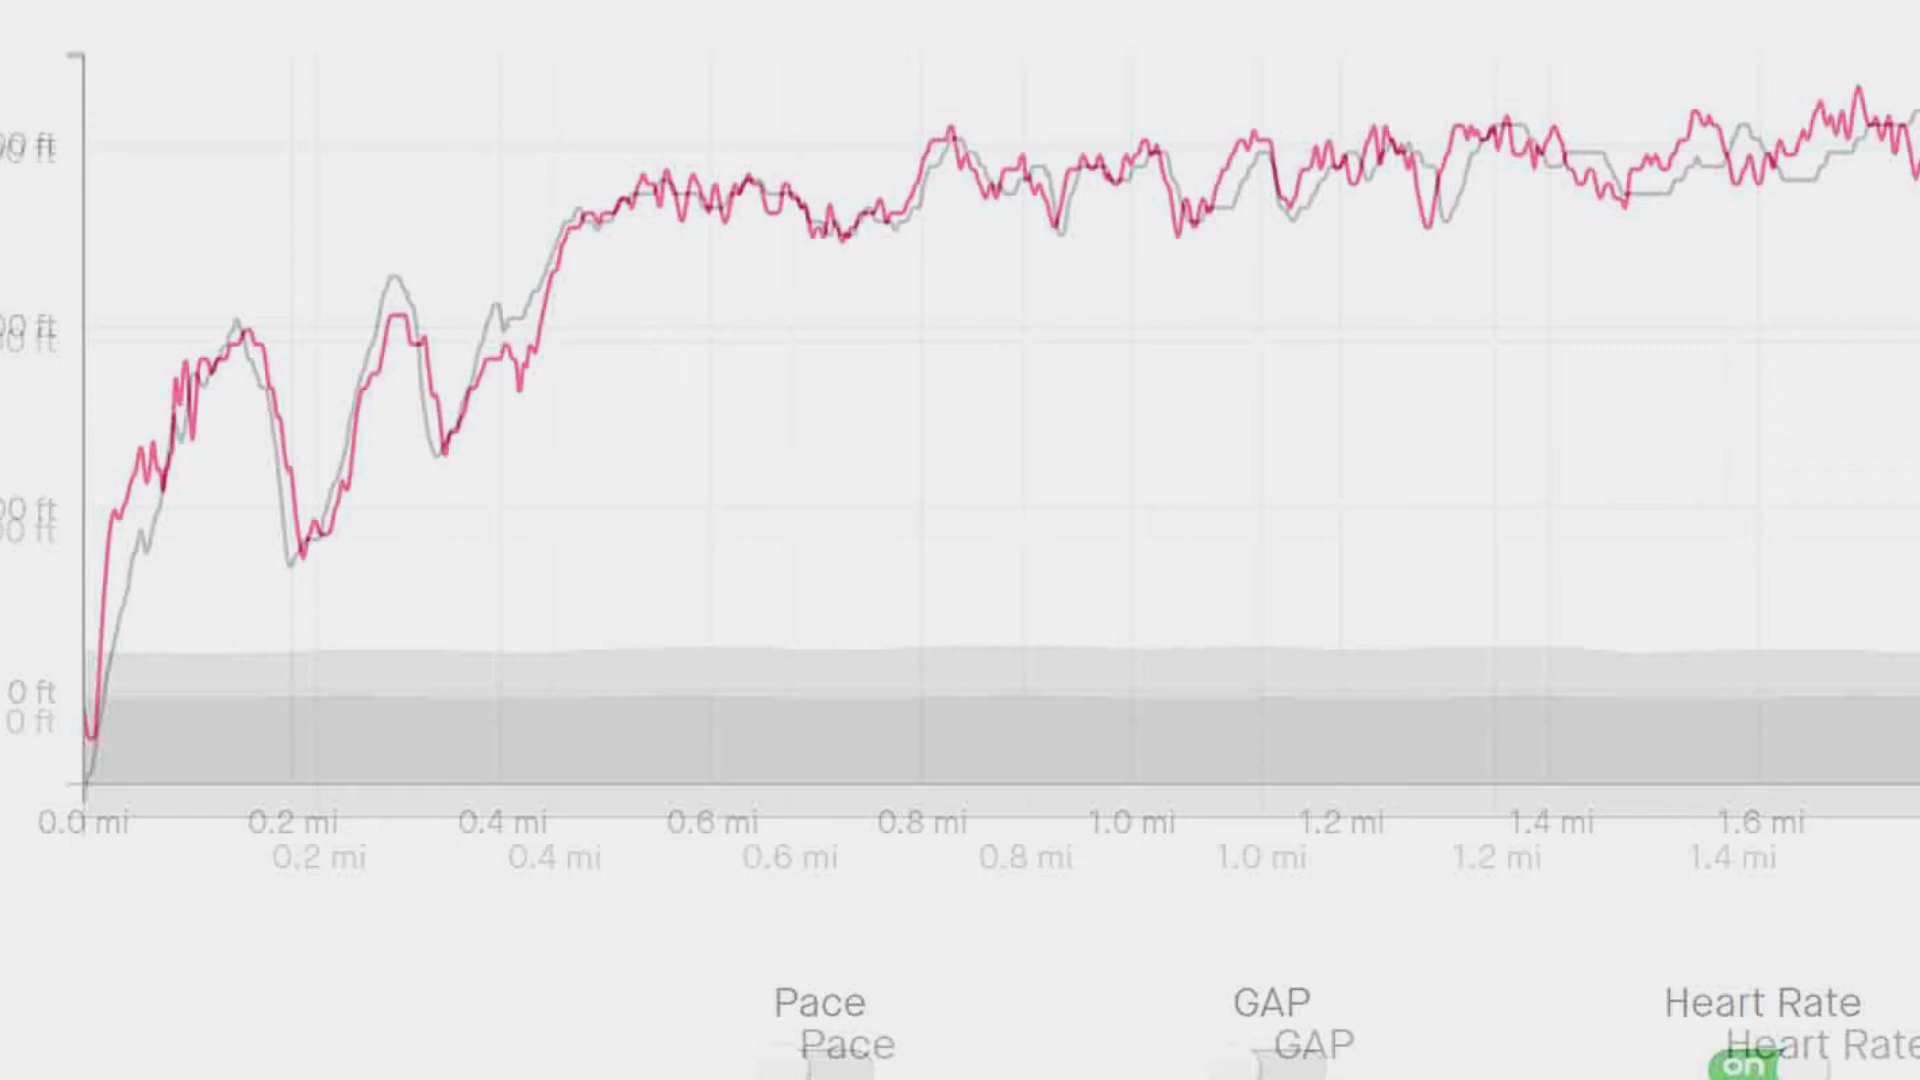 0 ft
0 ft
0.0 mi 0.2 mi 0.4 mi 0.6 mi 0.8 mi 1.0 mi 1.2 mi 1.4 mi 1.6 mi
0.2 mi 0.4 mi 0.6 mi 0.8 mi 1.0 mi 1.2 mi 1.4 mi
Pace GAP Heart Rate
Pace GAP Heart Rate
on